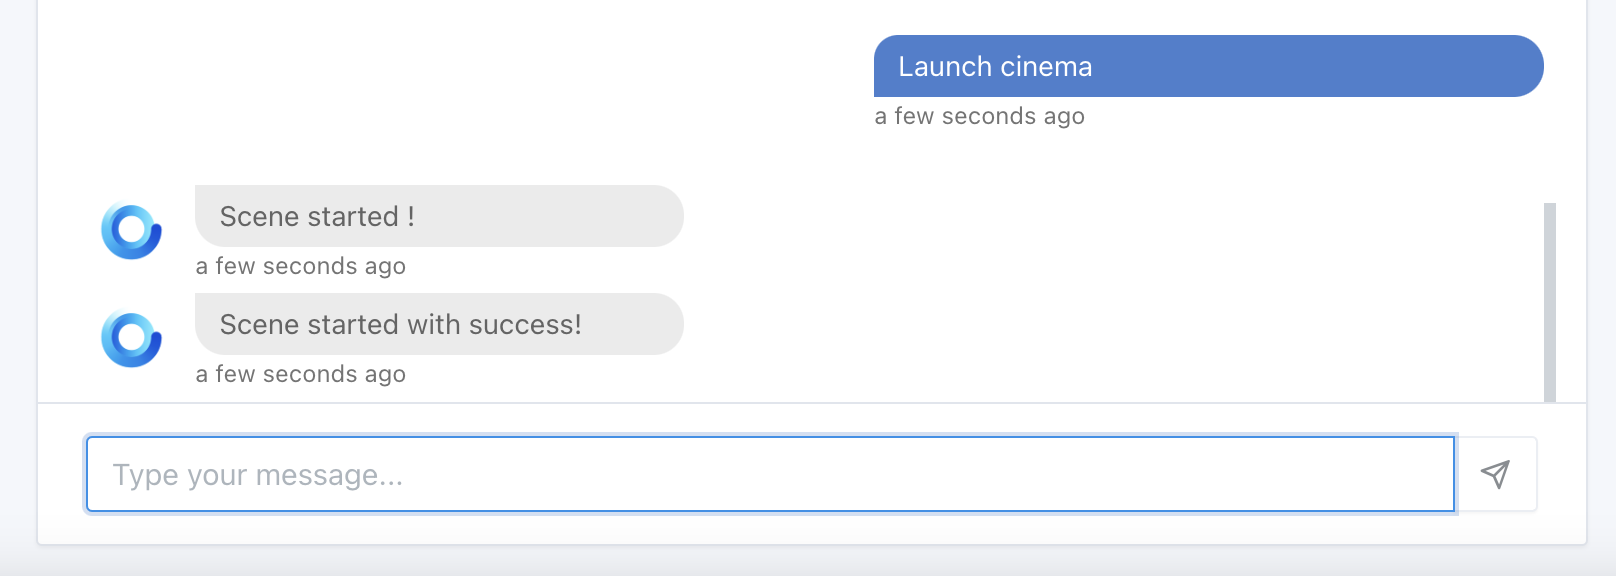 Launch cinema
a few seconds ago
Scene started !
a few seconds ago
Scene started with success!
a few seconds ago
Type your message...